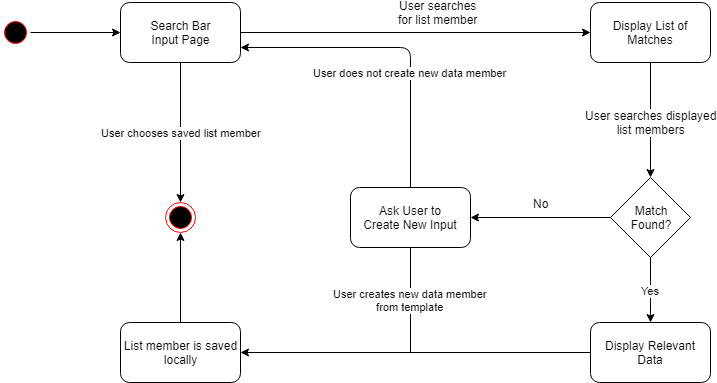 User searches
for list member
Search Bar
Input Page
Display List of
Matches
User does not create new data member
User searches displayed
list members
User chooses saved list member
Ask User to
Create New Input
No
Match
Found?
User creates new data member
from template
Yes
List member is saved
locally
Display Relevant
Data